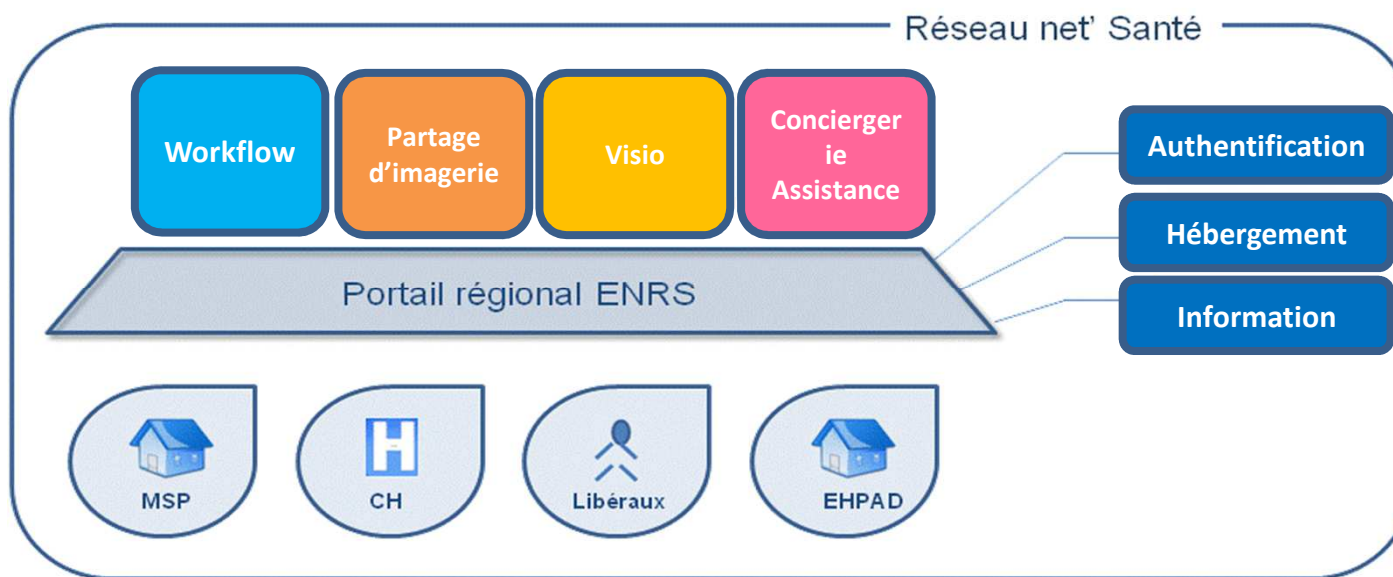 Réseau net' Santé
Workflow
Partage
d'imagerie
Visio
Concierger
ie
Assistance
Authentification
Hébergement
Information
Portail régional ENRS
H
MSP
CH
Libéraux
EHPAD